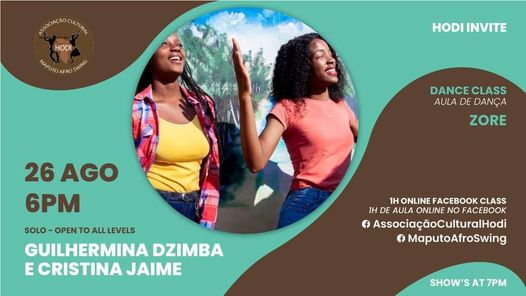 ASSOCIAÇÃO CULTURAL
HODI
MAPUTO AFRO SWING
HODI INVITE
DANCE CLASS
AULA DE DANÇA
ZORE
26 AGO
6PM
SOLO - OPEN TO ALL LEVELS
GUILHERMINA DZIMBA
E CRISTINA JAIME
1H ONLINE FACEBOOK CLASS
1H DE AULA ONLINE NO FACEBOOK
AssociaçãoCulturalHodi
MaputoAfroSwing
SHOW'S AT 7PM